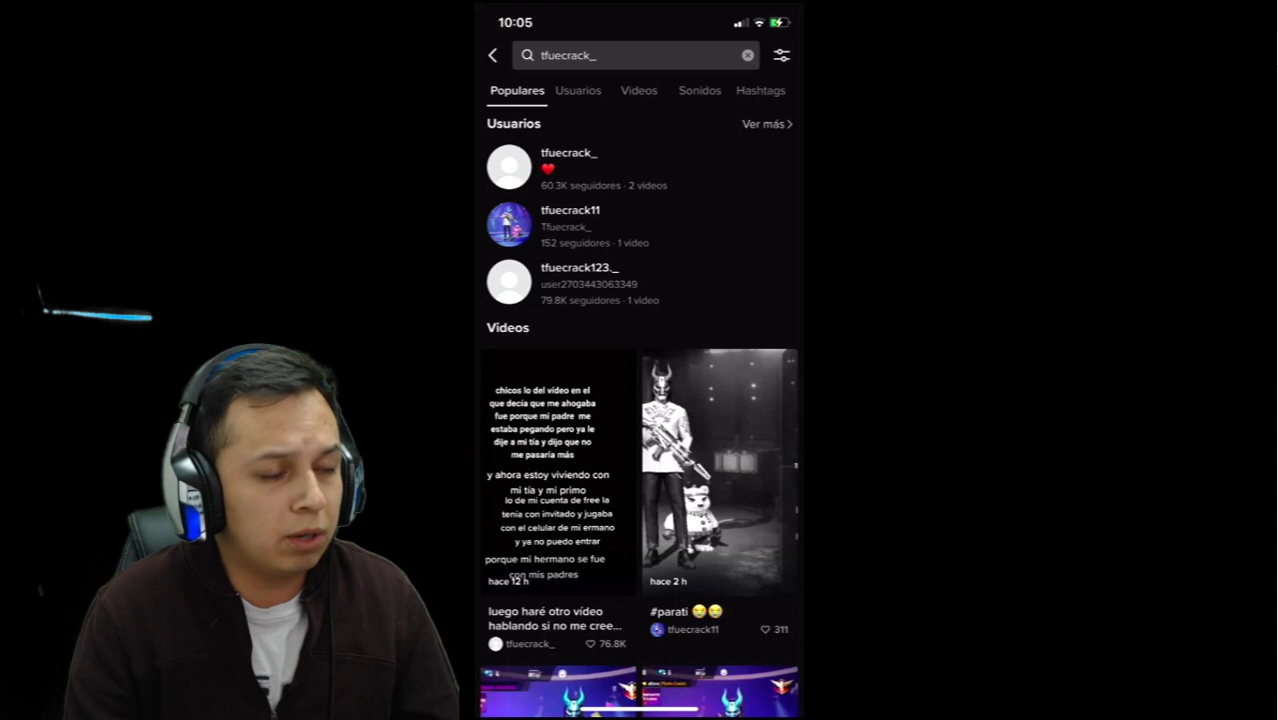 10:05
tfuecrack_
Populares Usuarios Videos Sonidos Hashtags
Usuarios Ver más
tfuecrack_
60.3K seguidores · 2 videos
tfuecrack11
Tfuecrack_
152 seguidores · 1 video
tfuecrack123._
user2703443063349
79.8K seguidores · 1 video
Videos
chicos lo del vídeo en el
que decía que me ahogaba
fue porque mi padre me
estaba pegando pero ya le
dije a mi tía y dijo que no
me pasaría más
y ahora estoy viviendo con
mi tía y mi primo
lo de mi cuenta de free la
tenía con invitado y jugaba
con el celular de mi ermano
y ya no puedo entrar
porque mi hermano se fue
con mis padres
hace 12 h
hace 2 h
luego haré otro vídeo
hablando si no me cree...
tfuecrack_ 76.8K
#parati 😭😭
tfuecrack11 311